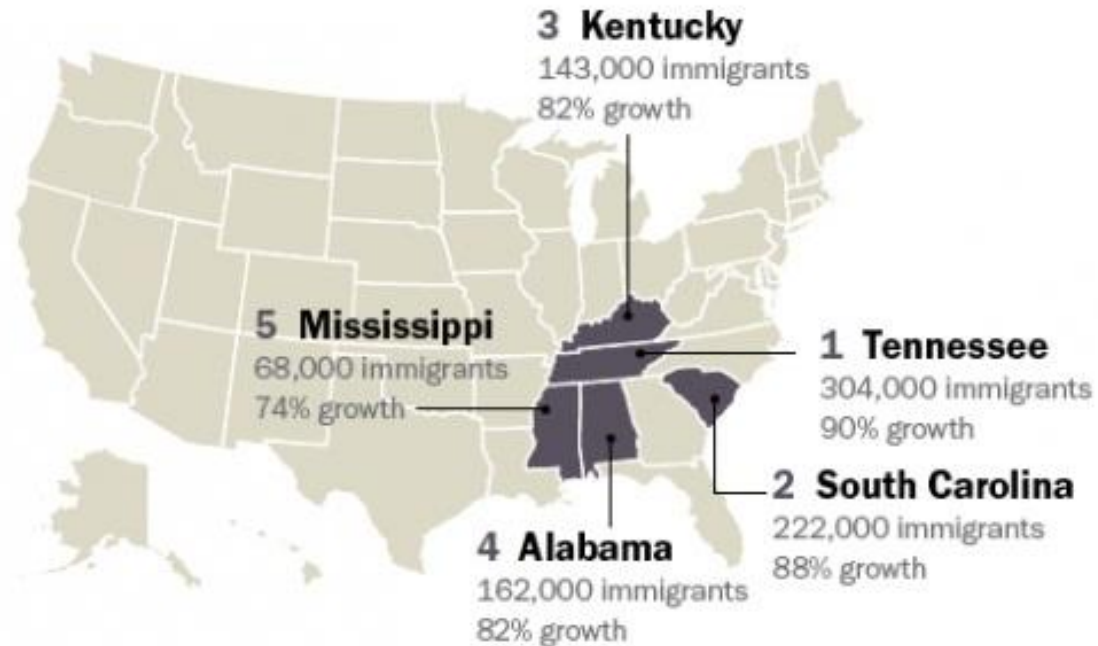 3 Kentucky
143,000 immigrants
82% growth
5 Mississippi
68,000 immigrants
74% growth
1 Tennessee
304,000 immigrants
90% growth
2 South Carolina
222,000 immigrants
88% growth
4 Alabama
162,000 immigrants
82% growth